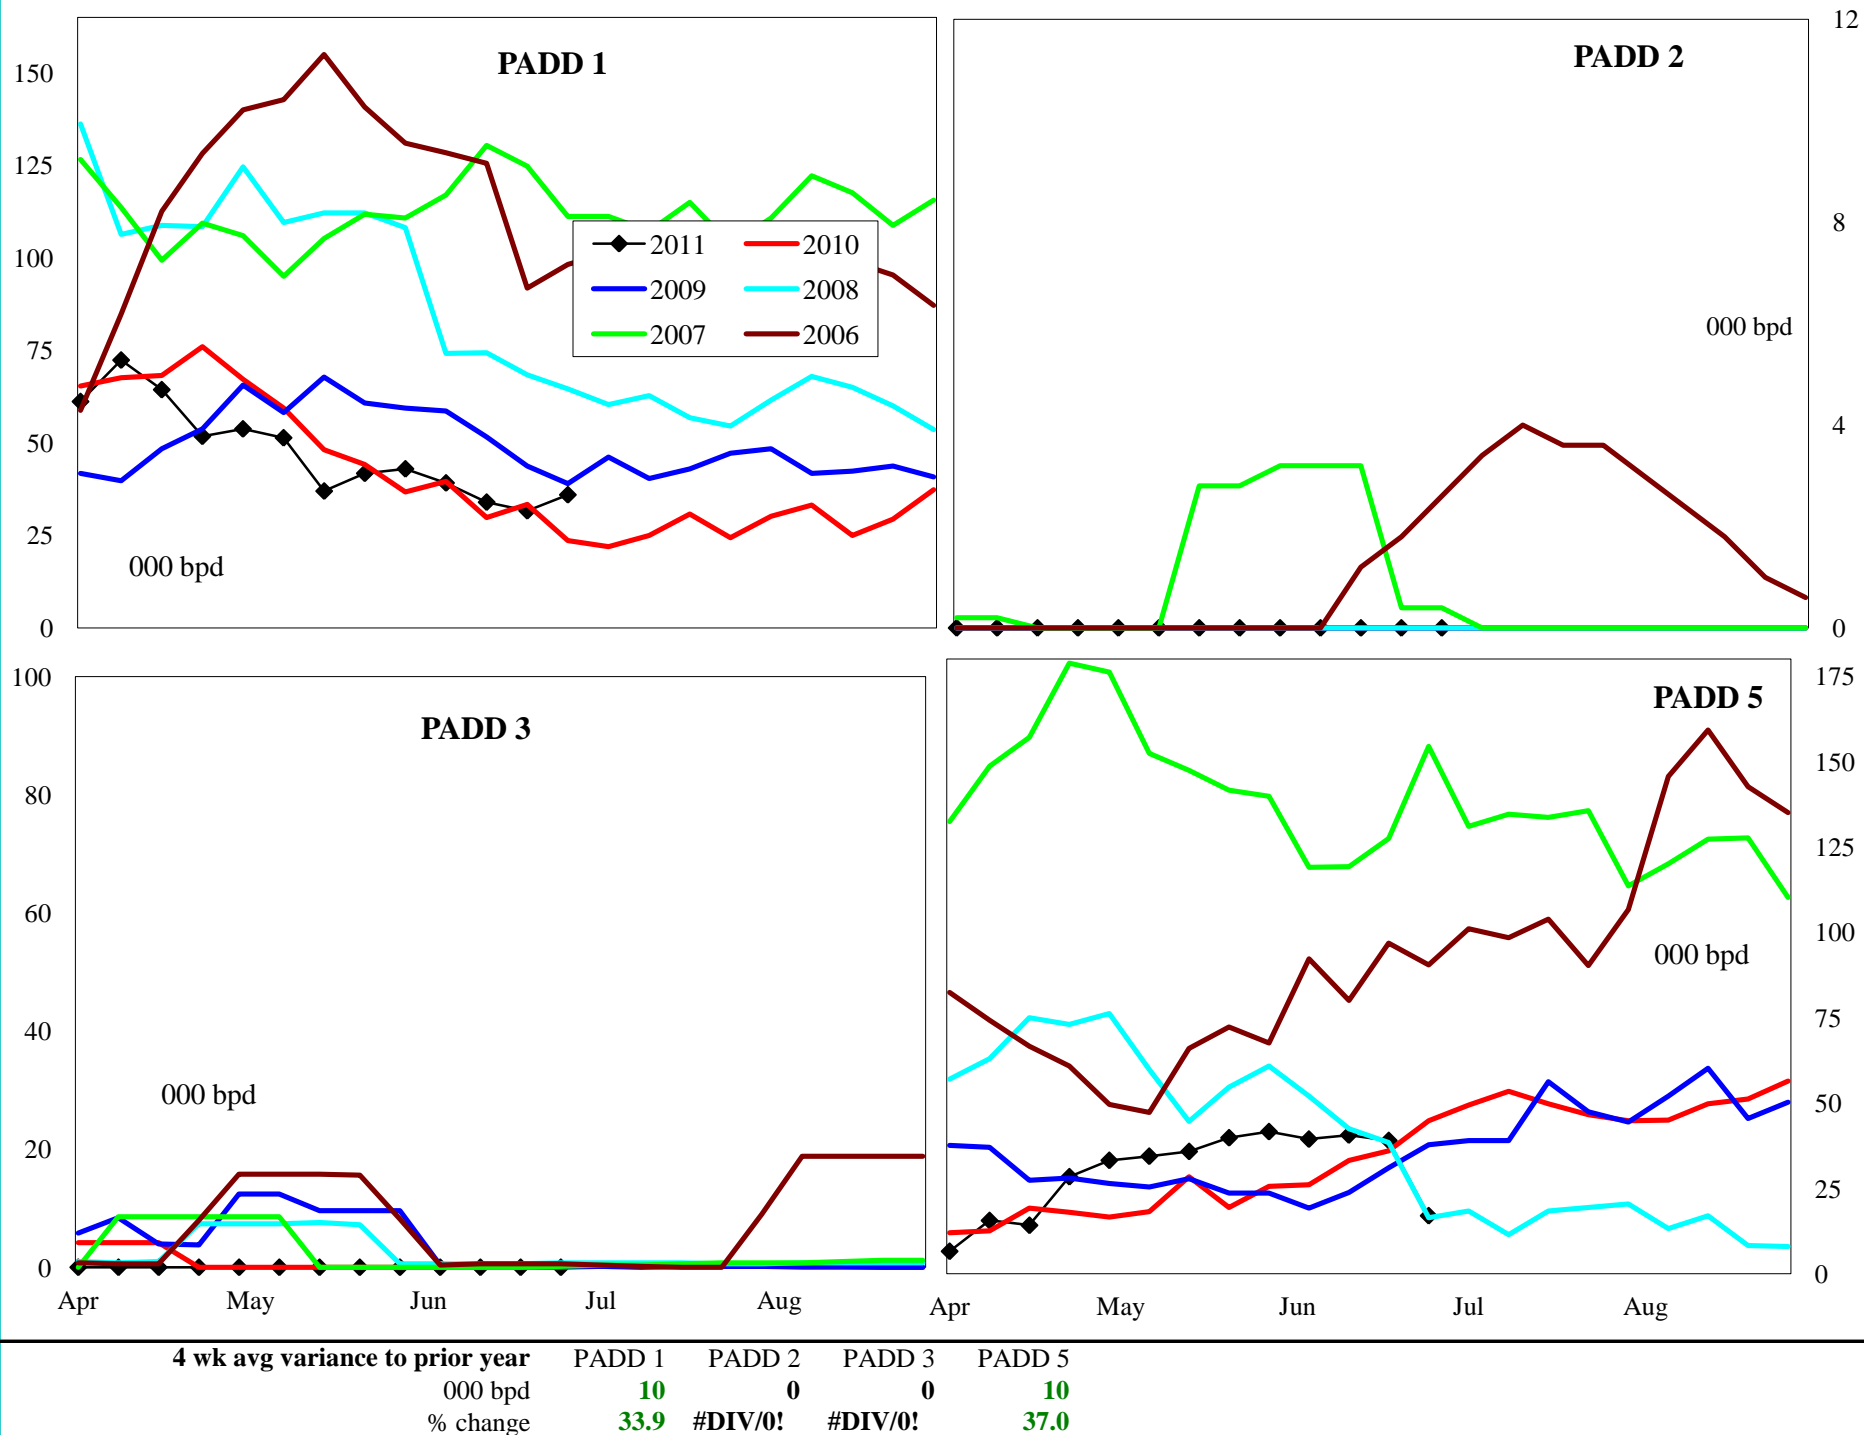 PADD 1
150
125
100
75
50
25
0
000 bpd
2011 2010
2009 2008
2007 2006
PADD 2
12
8
4
0
000 bpd
PADD 3
100
80
60
40
20
0
000 bpd
Apr May Jun Jul Aug
PADD 5
175
150
125
100
75
50
25
0
000 bpd
Apr May Jun Jul Aug
4 wk avg variance to prior year PADD 1 PADD 2 PADD 3 PADD 5
000 bpd 10 0 0 10
% change 33.9 #DIV/0! #DIV/0! 37.0